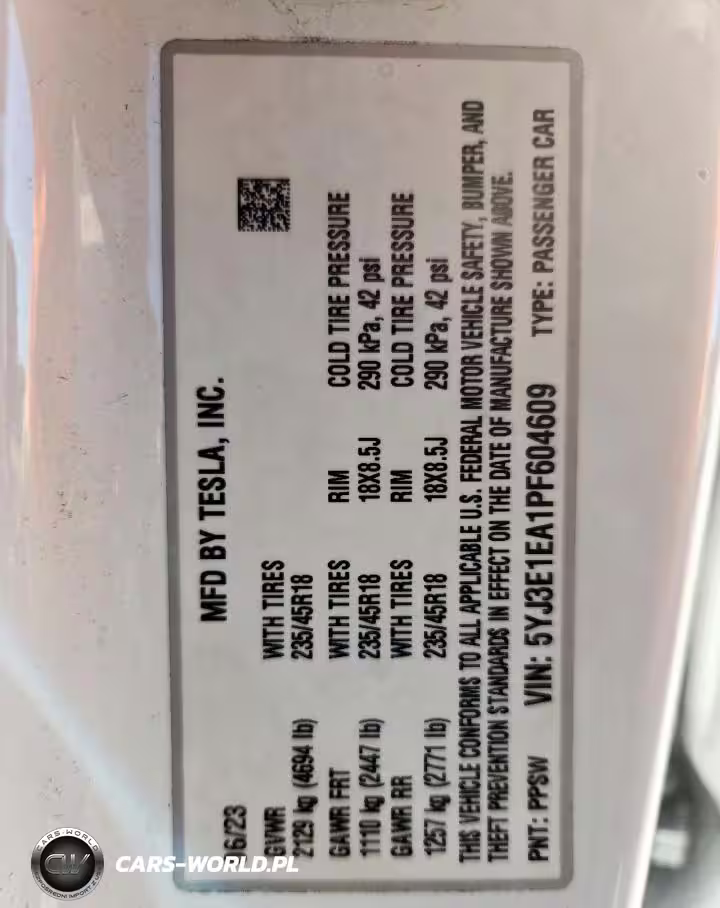 MFD BY TESLA, INC.
06/23
GVWR WITH TIRES
2129 kg (4694 lb) 235/45R18
GAWR FRT WITH TIRES RIM COLD TIRE PRESSURE
1110 kg (2447 lb) 235/45R18 18X8.5J 290 kPa, 42 psi
GAWR RR WITH TIRES RIM COLD TIRE PRESSURE
1257 kg (2771 lb) 235/45R18 18X8.5J 290 kPa, 42 psi
THIS VEHICLE CONFORMS TO ALL APPLICABLE U.S. FEDERAL MOTOR VEHICLE SAFETY, BUMPER, AND
THEFT PREVENTION STANDARDS IN EFFECT ON THE DATE OF MANUFACTURE SHOWN ABOVE.
PNT: PPSW VIN: 5YJ3E1EA1PF604609 TYPE: PASSENGER CAR
CARS-WORLD
CW
CARS-WORLD.PL